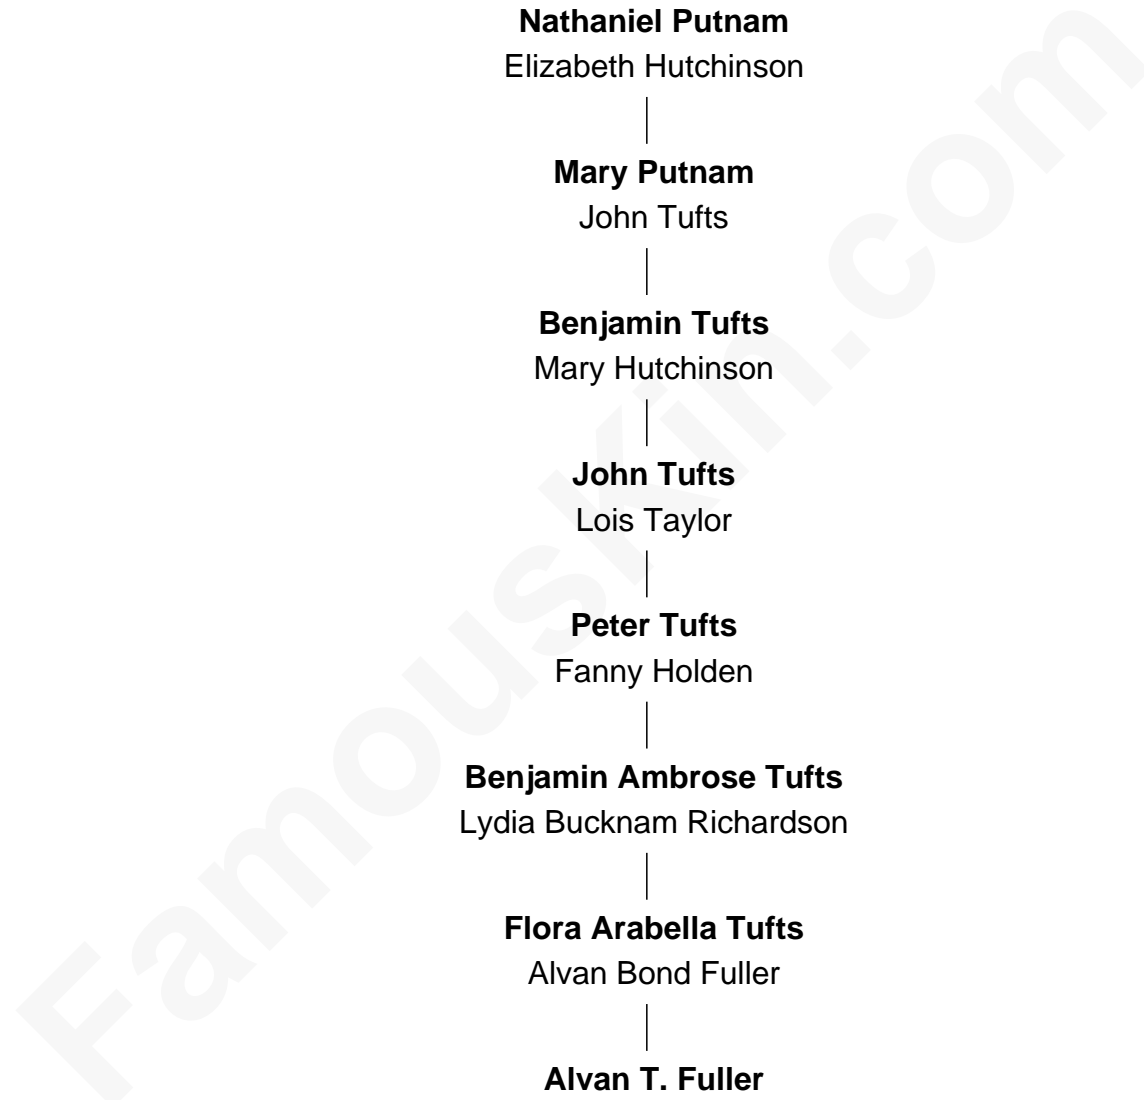 Nathaniel Putnam
Elizabeth Hutchinson
Mary Putnam
John Tufts
Benjamin Tufts
Mary Hutchinson
John Tufts
Lois Taylor
Peter Tufts
Fanny Holden
Benjamin Ambrose Tufts
Lydia Bucknam Richardson
Flora Arabella Tufts
Alvan Bond Fuller
Alvan T. Fuller
FamousKin.com